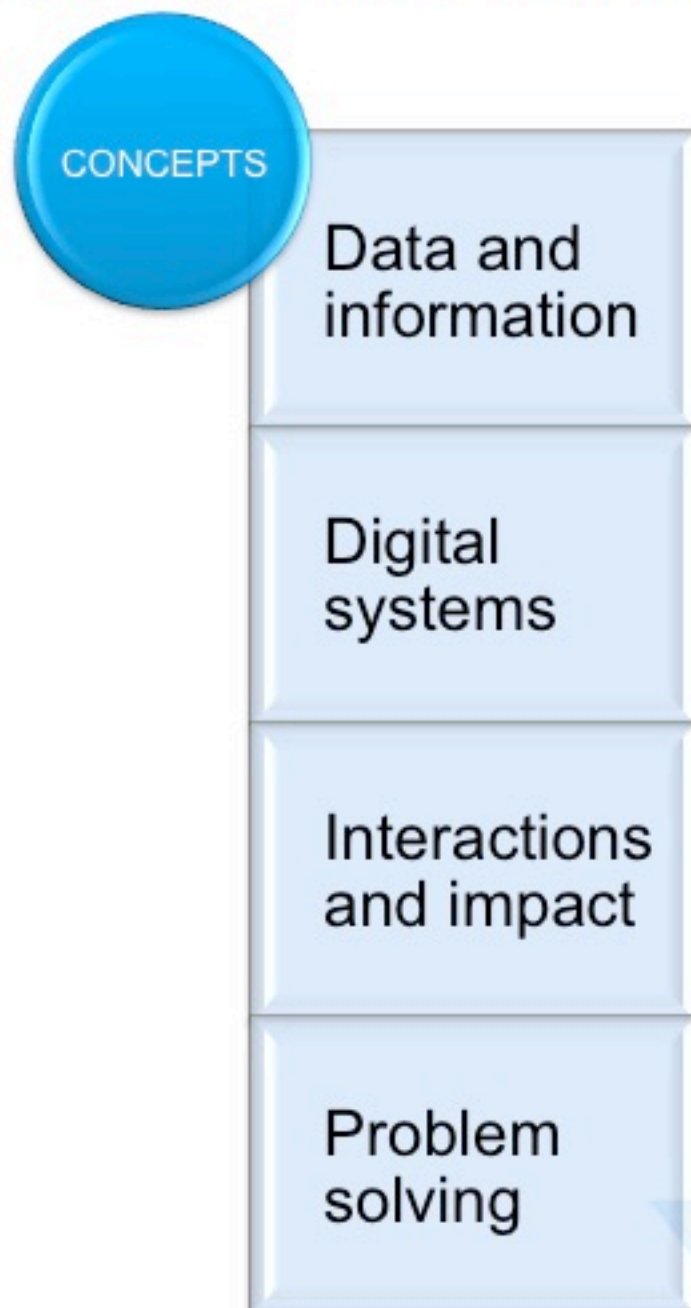 CONCEPTS
Data and
information
Digital
systems
Interactions
and impact
Problem
solving